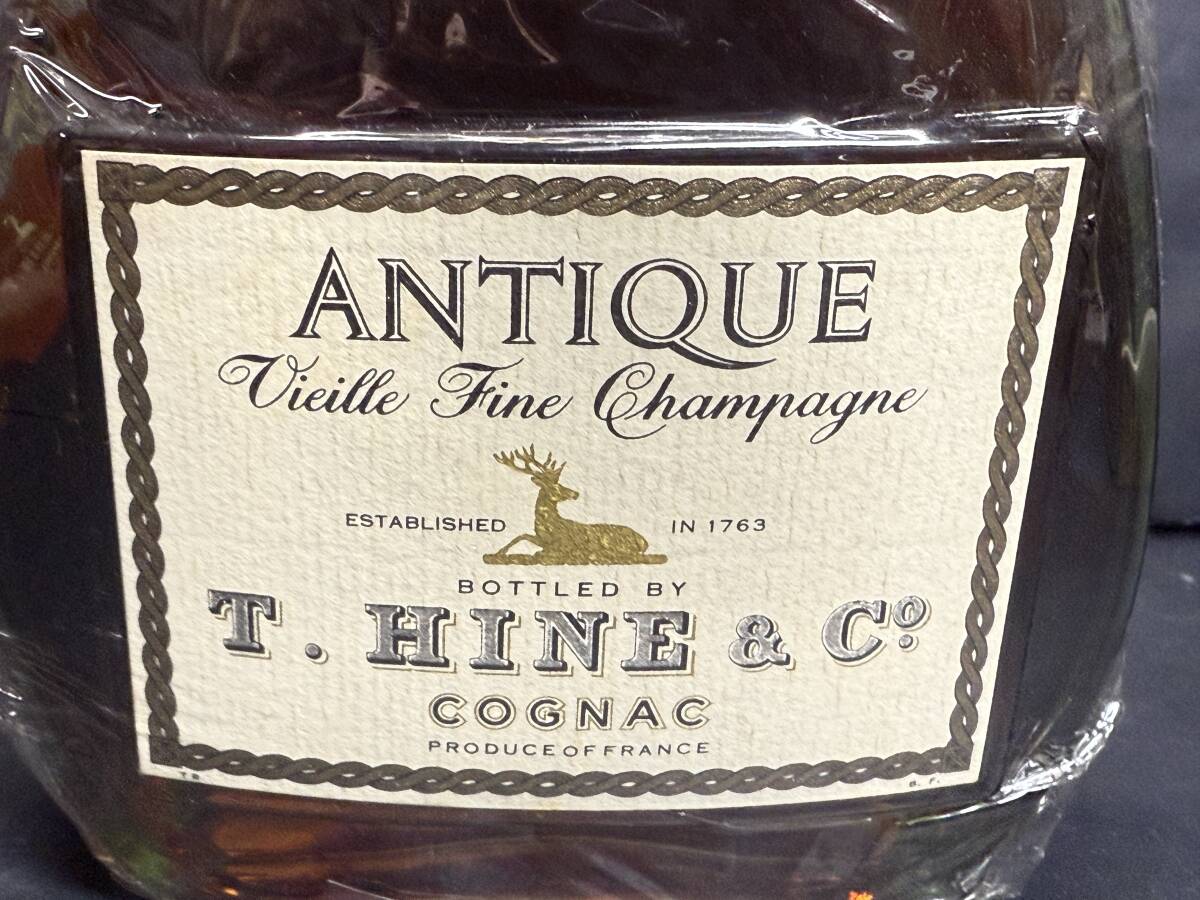 ANTIQUE
Vieille Fine Champagne
ESTABLISHED IN 1763
BOTTLED BY
T. HINE & Cº
COGNAC
PRODUCE OF FRANCE
B. F.